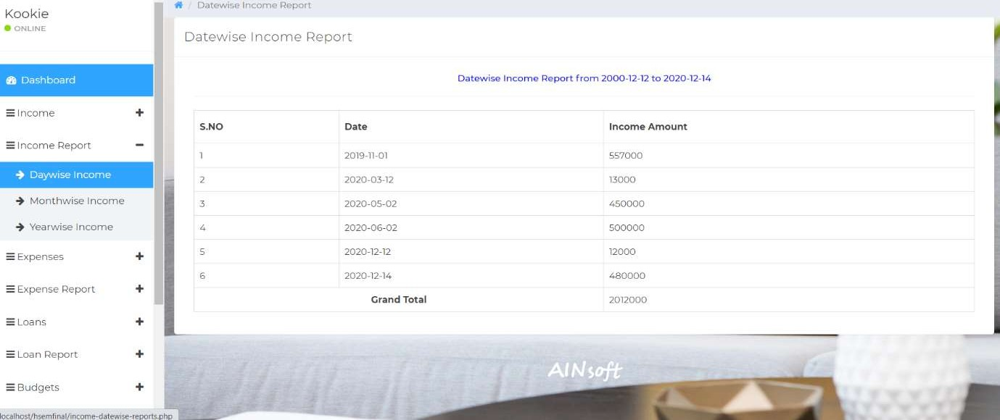 Kookie
ONLINE
Dashboard
Income
Income Report
Daywise Income
Monthwise Income
Yearwise Income
Expenses
Expense Report
Loans
Loan Report
Budgets
localhost/hsemfinal/income-datewise-reports.php
/ Datewise Income Report
Datewise Income Report
Datewise Income Report from 2000-12-12 to 2020-12-14
S.NO Date Income Amount
1 2019-11-01 557000
2 2020-03-12 13000
3 2020-05-02 450000
4 2020-06-02 500000
5 2020-12-12 12000
6 2020-12-14 480000
Grand Total 2012000
AINsoft